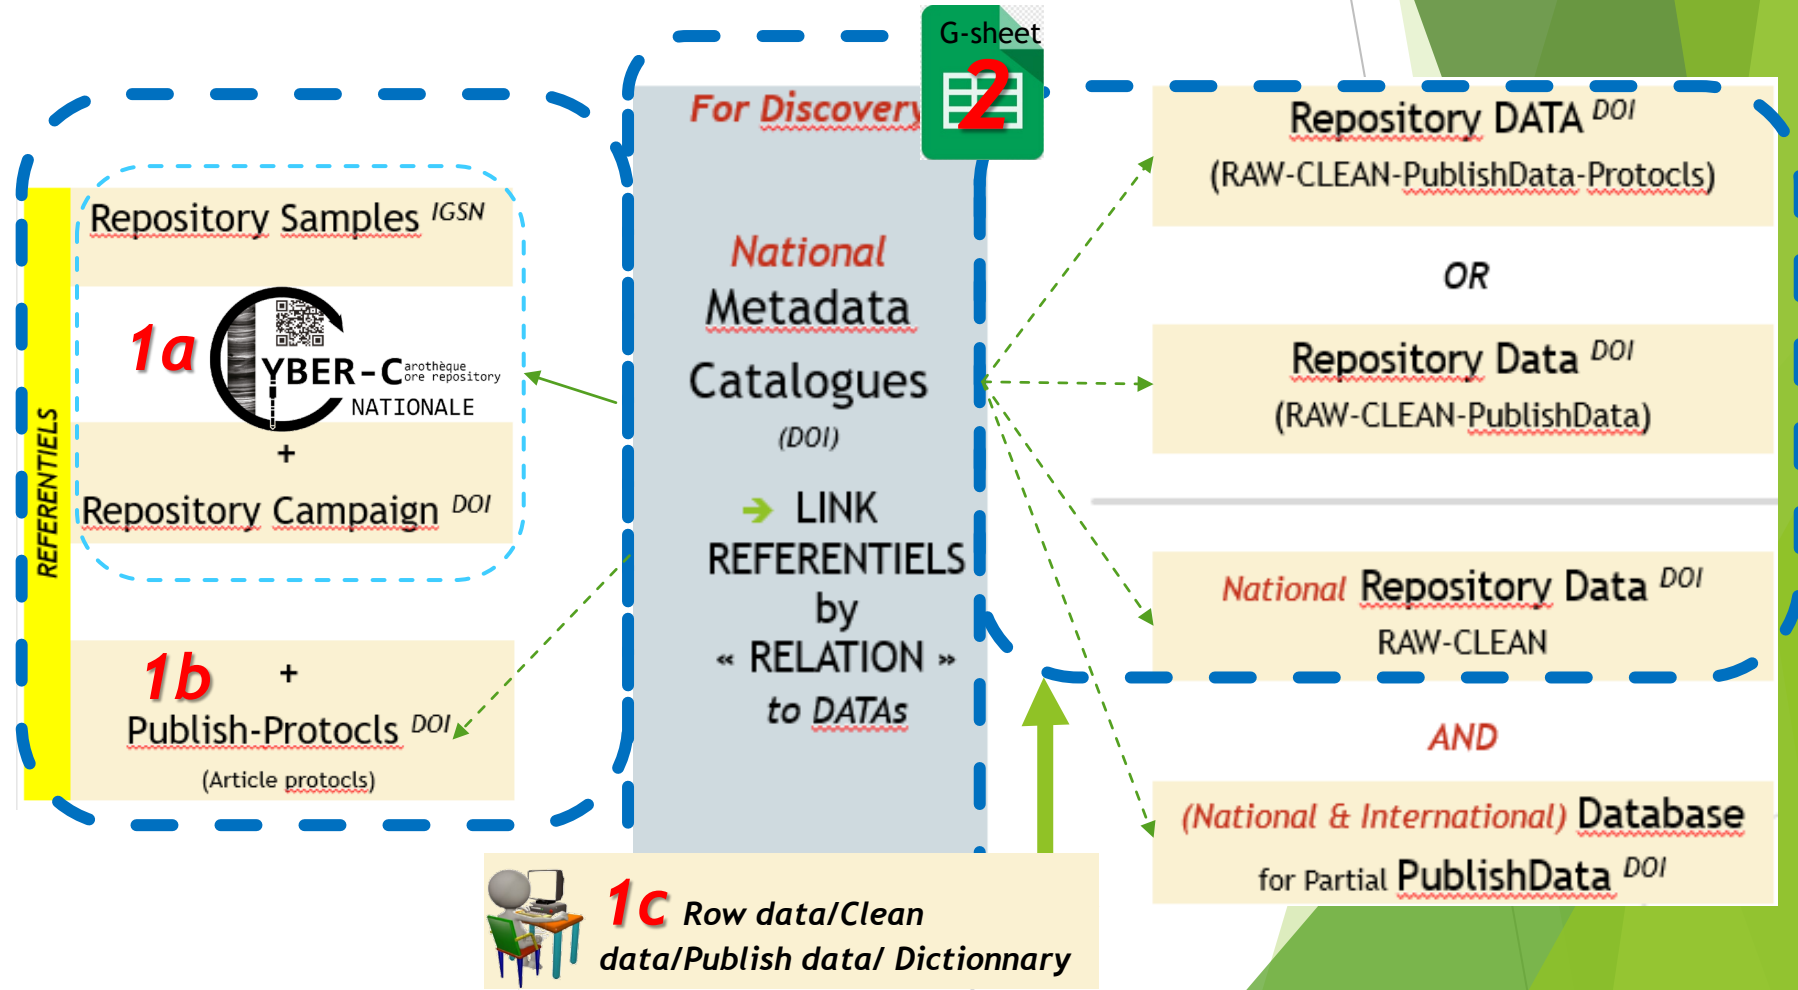 REFERENTIELS
Repository Samples IGSN
1a
YBER-C arothèque
ore repository
NATIONALE
+
Repository Campaign DOI
1b +
Publish-Protocls DOI
(Article protocls)
G-sheet
2
For Discovery
National
Metadata
Catalogues
(DOI)
➔ LINK
REFERENTIELS
by
« RELATION »
to DATAs
1c Row data/Clean
data/Publish data/ Dictionnary
Repository DATA DOI
(RAW-CLEAN-PublishData-Protocls)
OR
Repository Data DOI
(RAW-CLEAN-PublishData)
National Repository Data DOI
RAW-CLEAN
AND
(National & International) Database
for Partial PublishData DOI